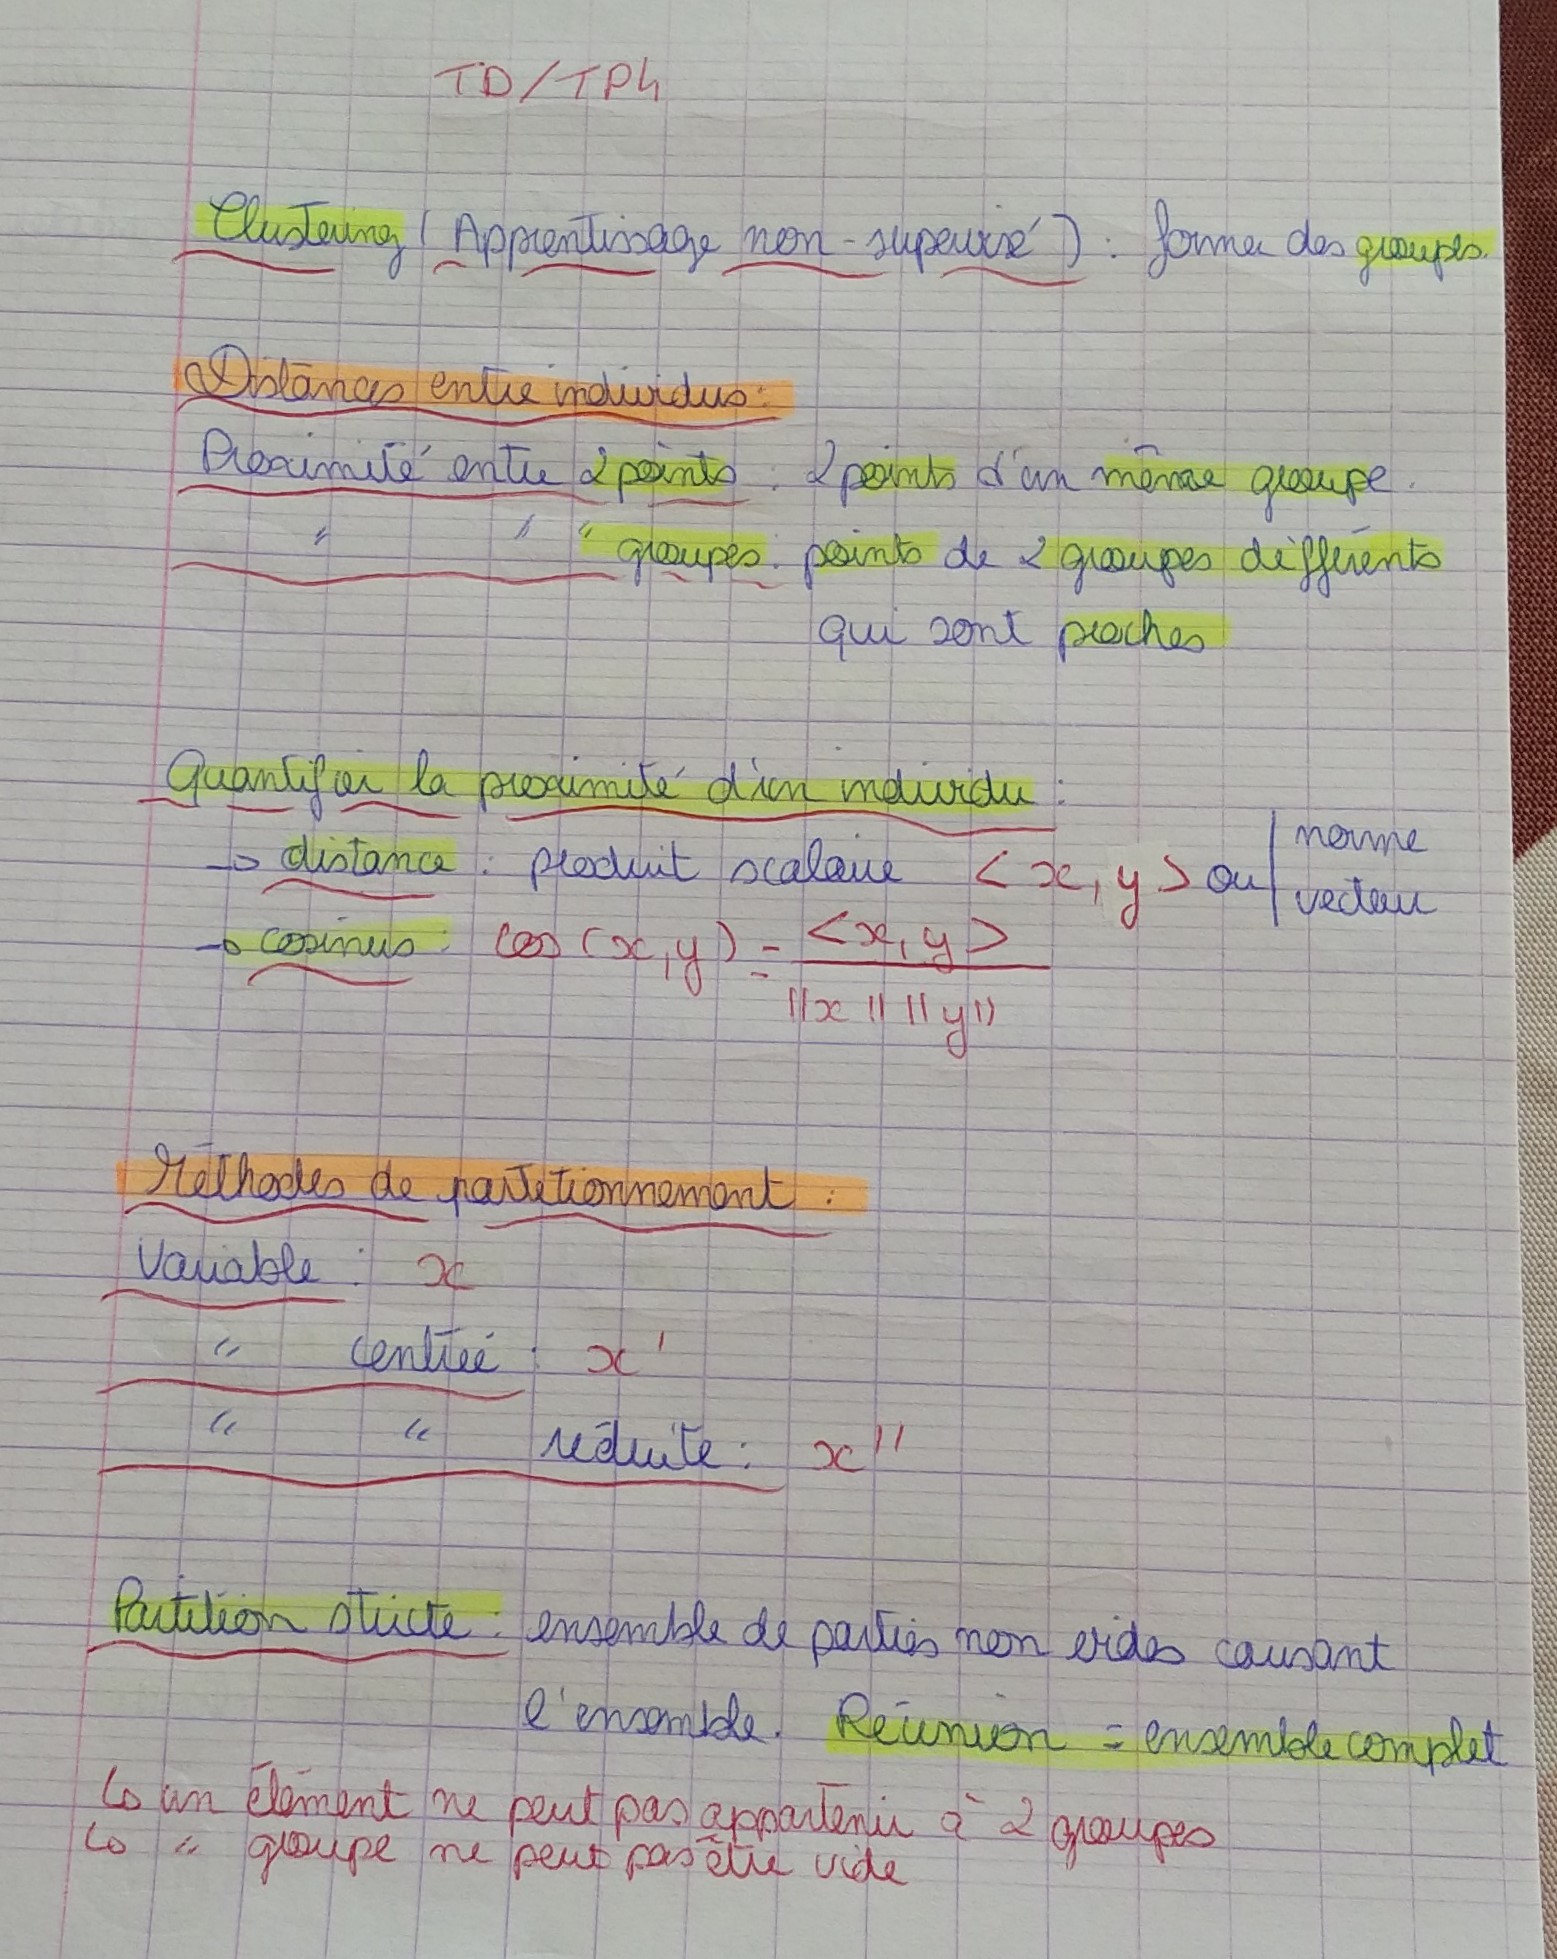 TD/TP4
Clustering (Apprentissage non-supervisé) : former des groupes.
Distances entre individus :
Proximité entre 2 points : 2 points d'un même groupe.
" " " groupes : points de 2 groupes différents
qui sont proches
Quantifier la proximité d'un individu :
→ distance : produit scalaire < x, y > ou | norme vecteur
→ cosinus : cos (x, y) = <x, y> / ||x|| ||y||
Méthodes de partitionnement :
Variable : x
" centrée : x'
" " réduite : x''
Partition stricte : ensemble de parties non vides causant
l'ensemble. Réunion = ensemble complet
↳ un élément ne peut pas appartenir à 2 groupes
↳ " groupe ne peut pas être vide